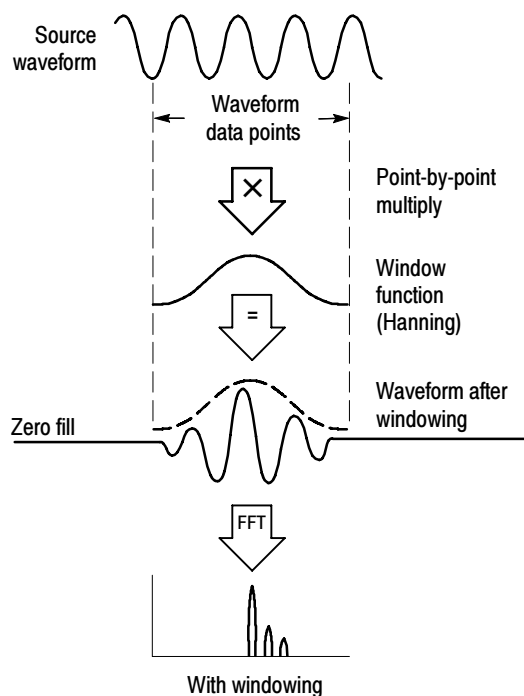 Source
waveform
Waveform
data points
×
Point-by-point
multiply
Window
function
(Hanning)
=
Waveform after
windowing
Zero fill
FFT
With windowing